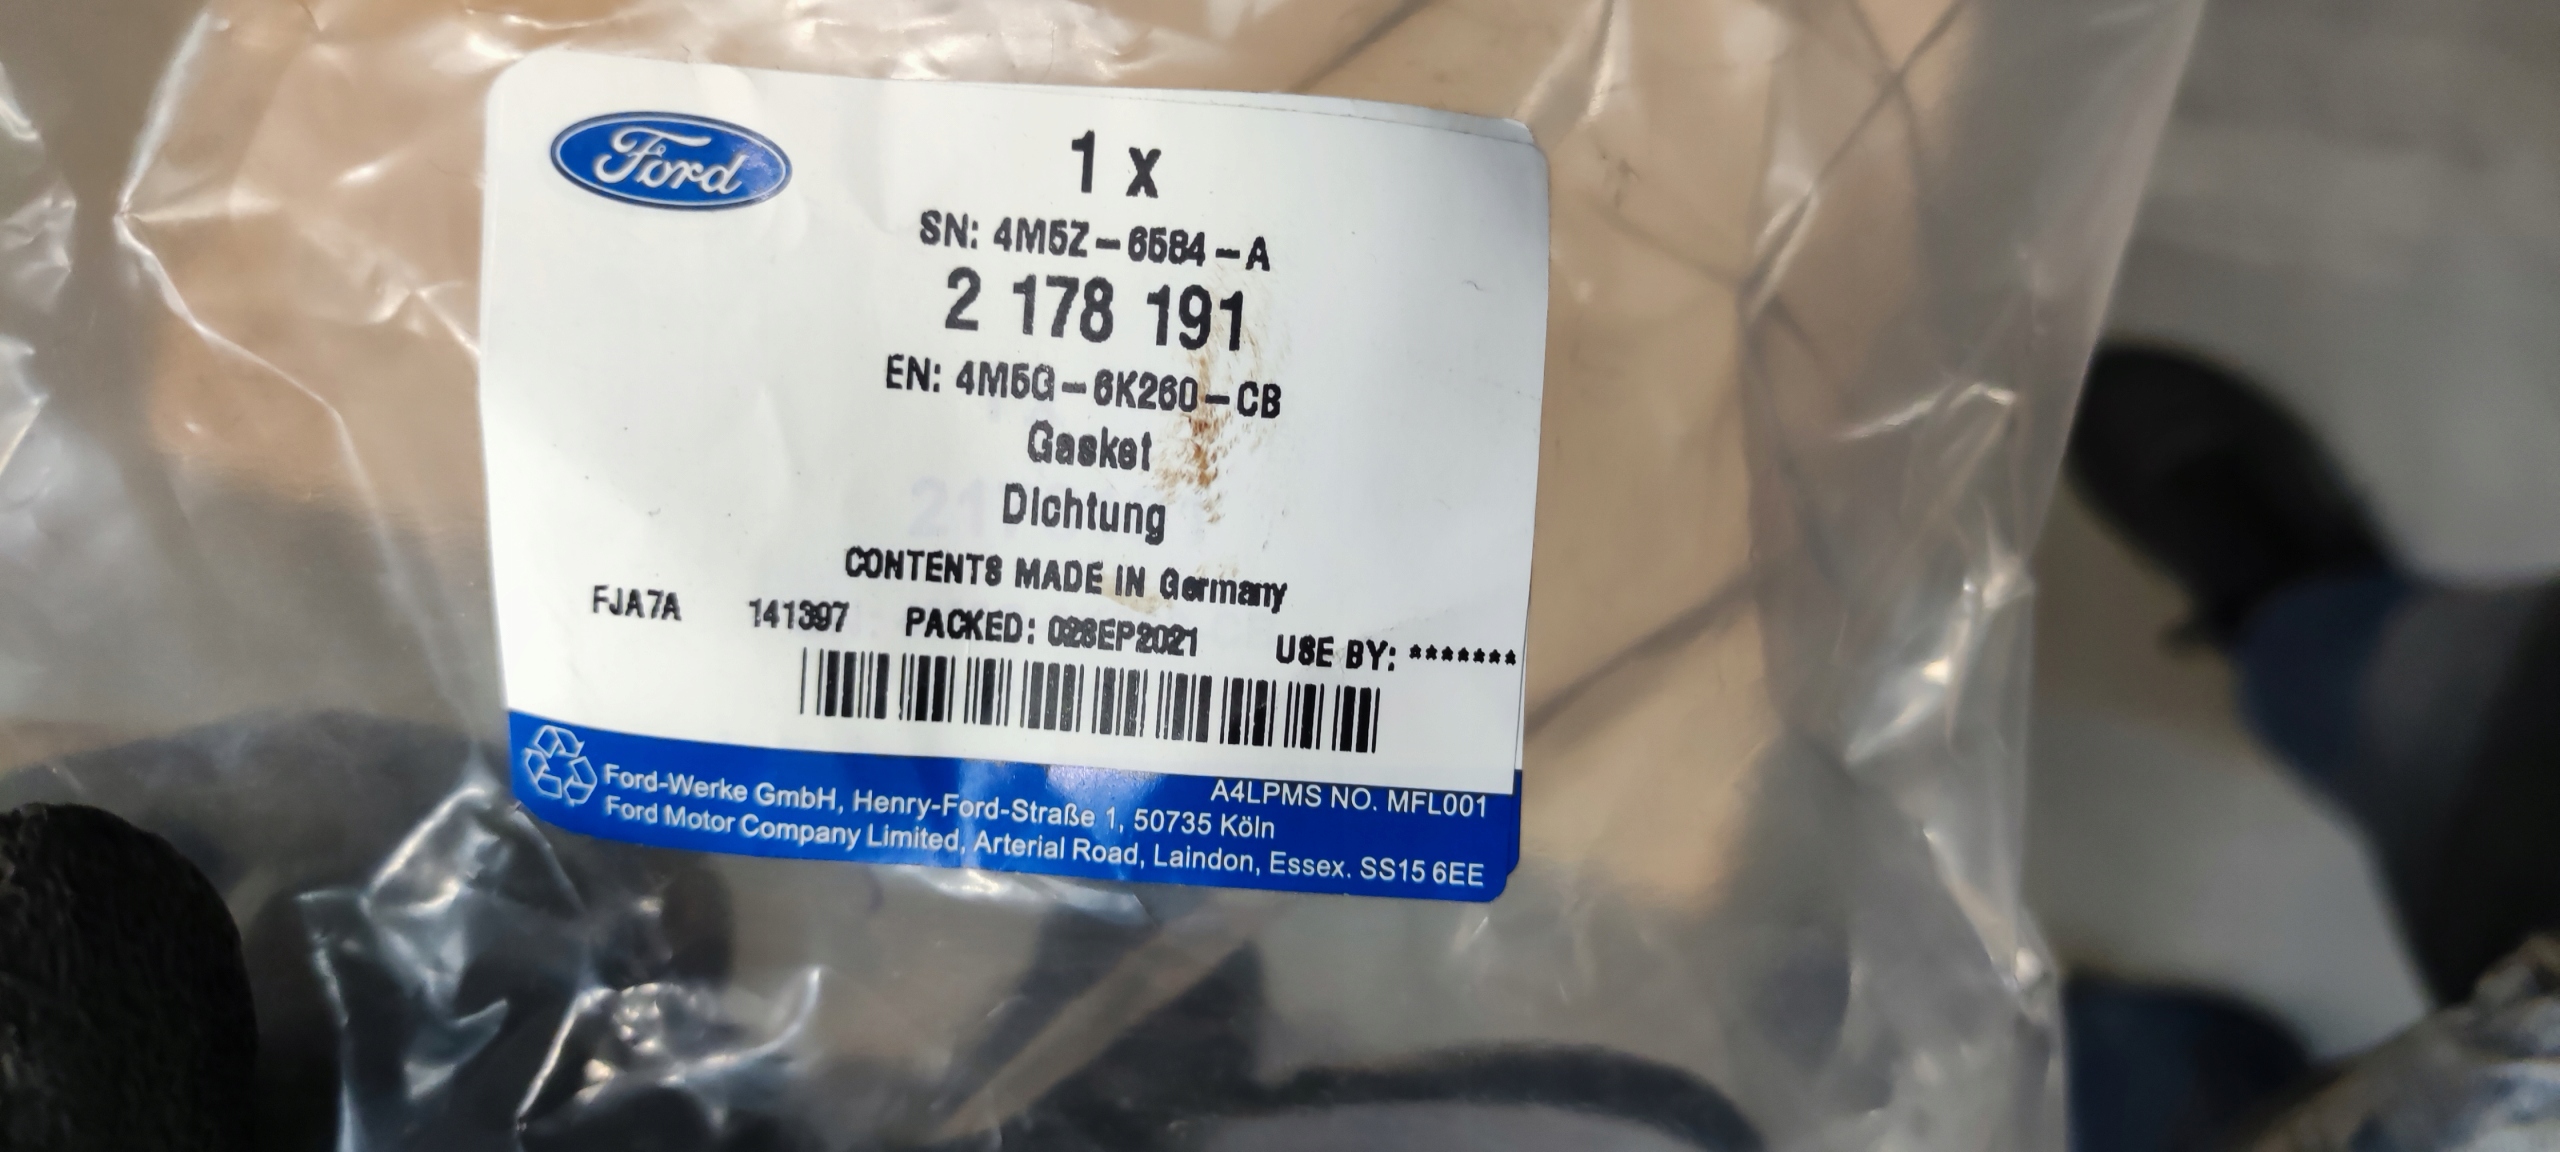 Ford
1 x
SN: 4M5Z-6584-A
2 178 191
EN: 4M5G-6K260-CB
Gasket
Dichtung
CONTENTS MADE IN Germany
FJA7A 141397 PACKED: 02SEP2021 USE BY: *******
A4LPMS NO. MFL001
Ford-Werke GmbH, Henry-Ford-Straße 1, 50735 Köln
Ford Motor Company Limited, Arterial Road, Laindon, Essex. SS15 6EE